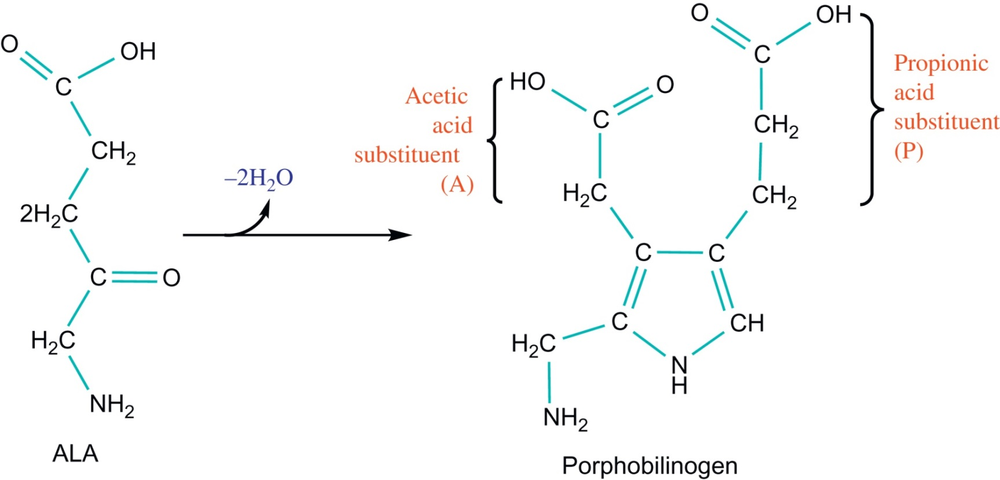 O
OH
C
CH₂
2H₂C
C
O
H₂C
NH₂
ALA
–2H₂O
Acetic
acid
substituent
(A)
HO
O
C
H₂C
O
OH
C
CH₂
CH₂
Propionic
acid
substituent
(P)
C
C
C
CH
N
H
H₂C
NH₂
Porphobilinogen